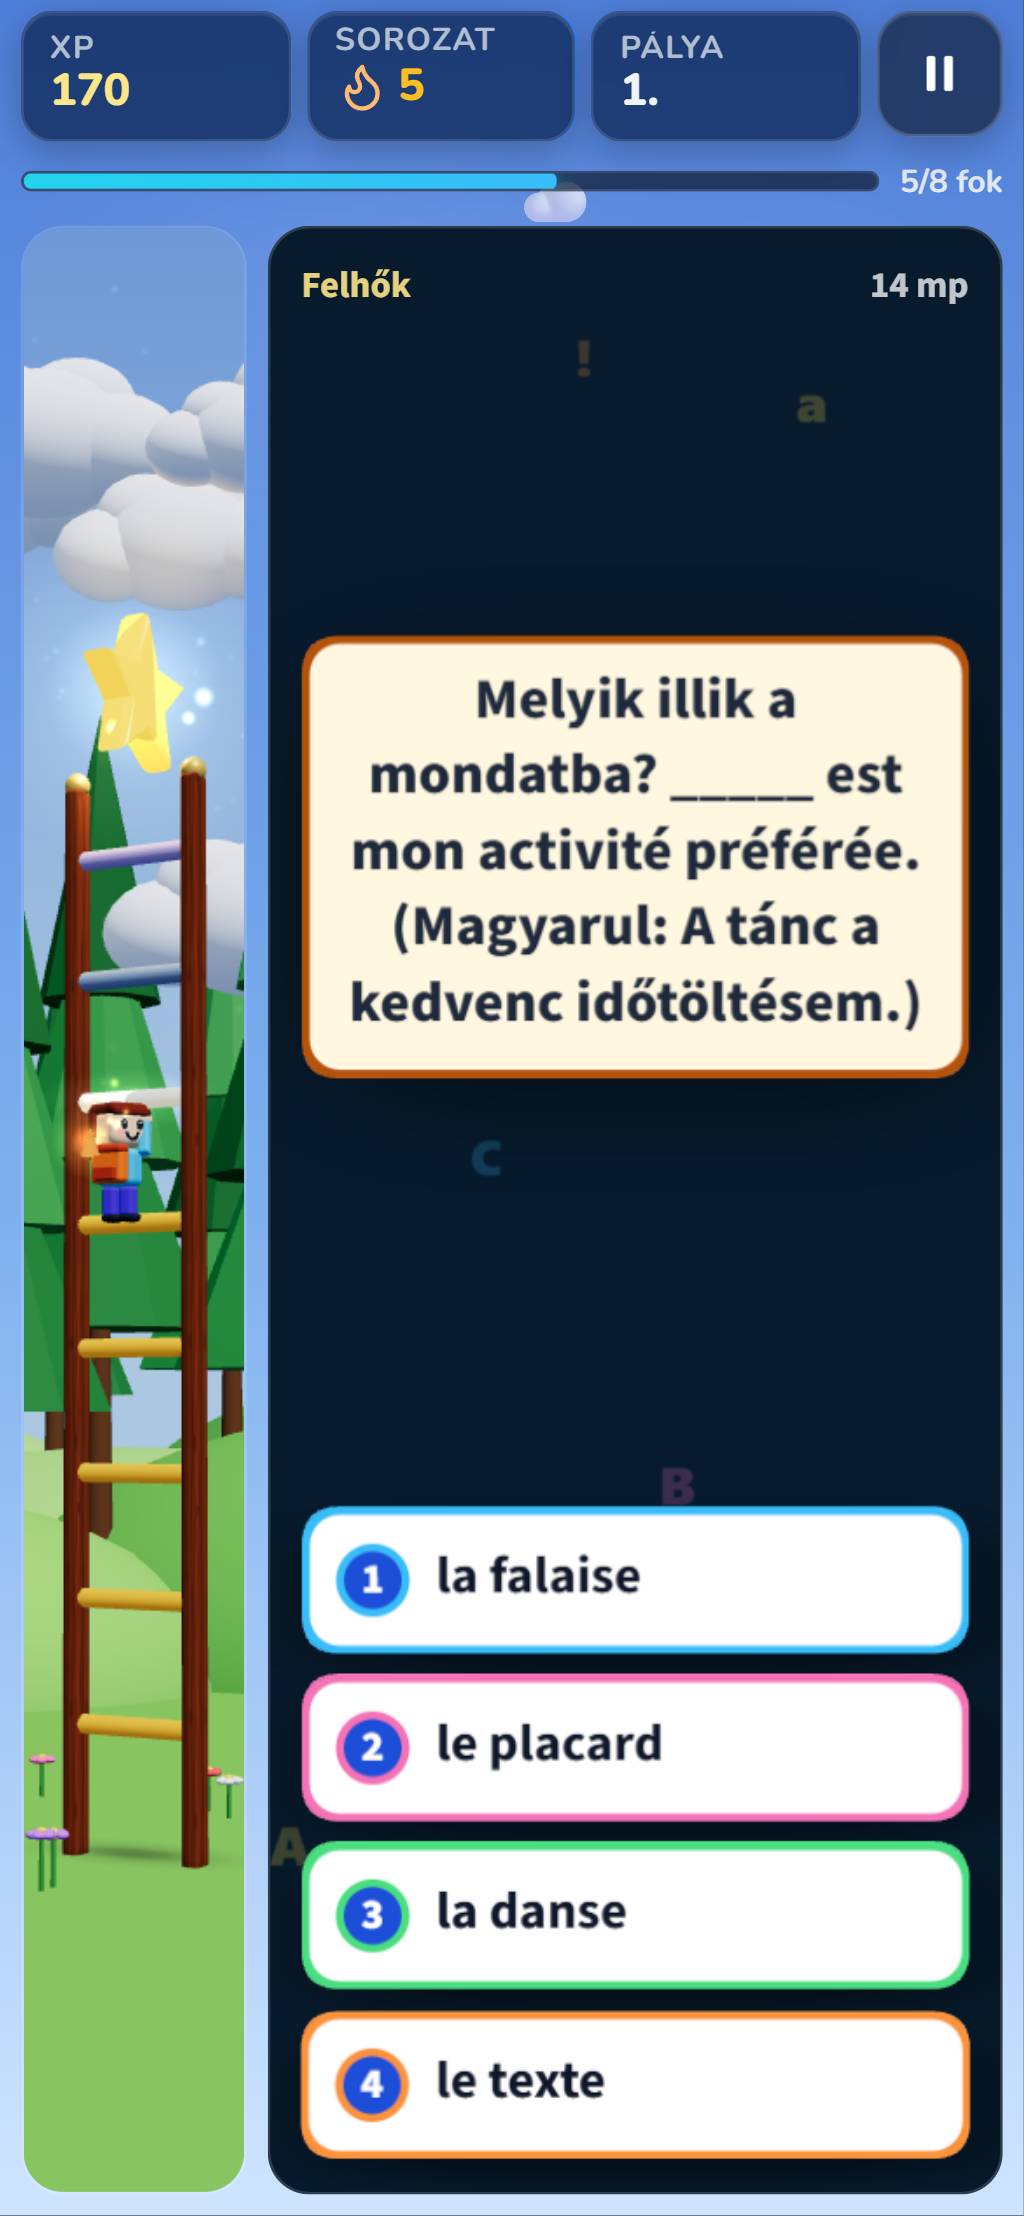 XP
170
SOROZAT
5
PÁLYA
1.
5/8 fok
Felhők
14 mp
!
a
Melyik illik a
mondatba? _____ est
mon activité préférée.
(Magyarul: A tánc a
kedvenc időtöltésem.)
c
B
1 la falaise
2 le placard
A
3 la danse
4 le texte